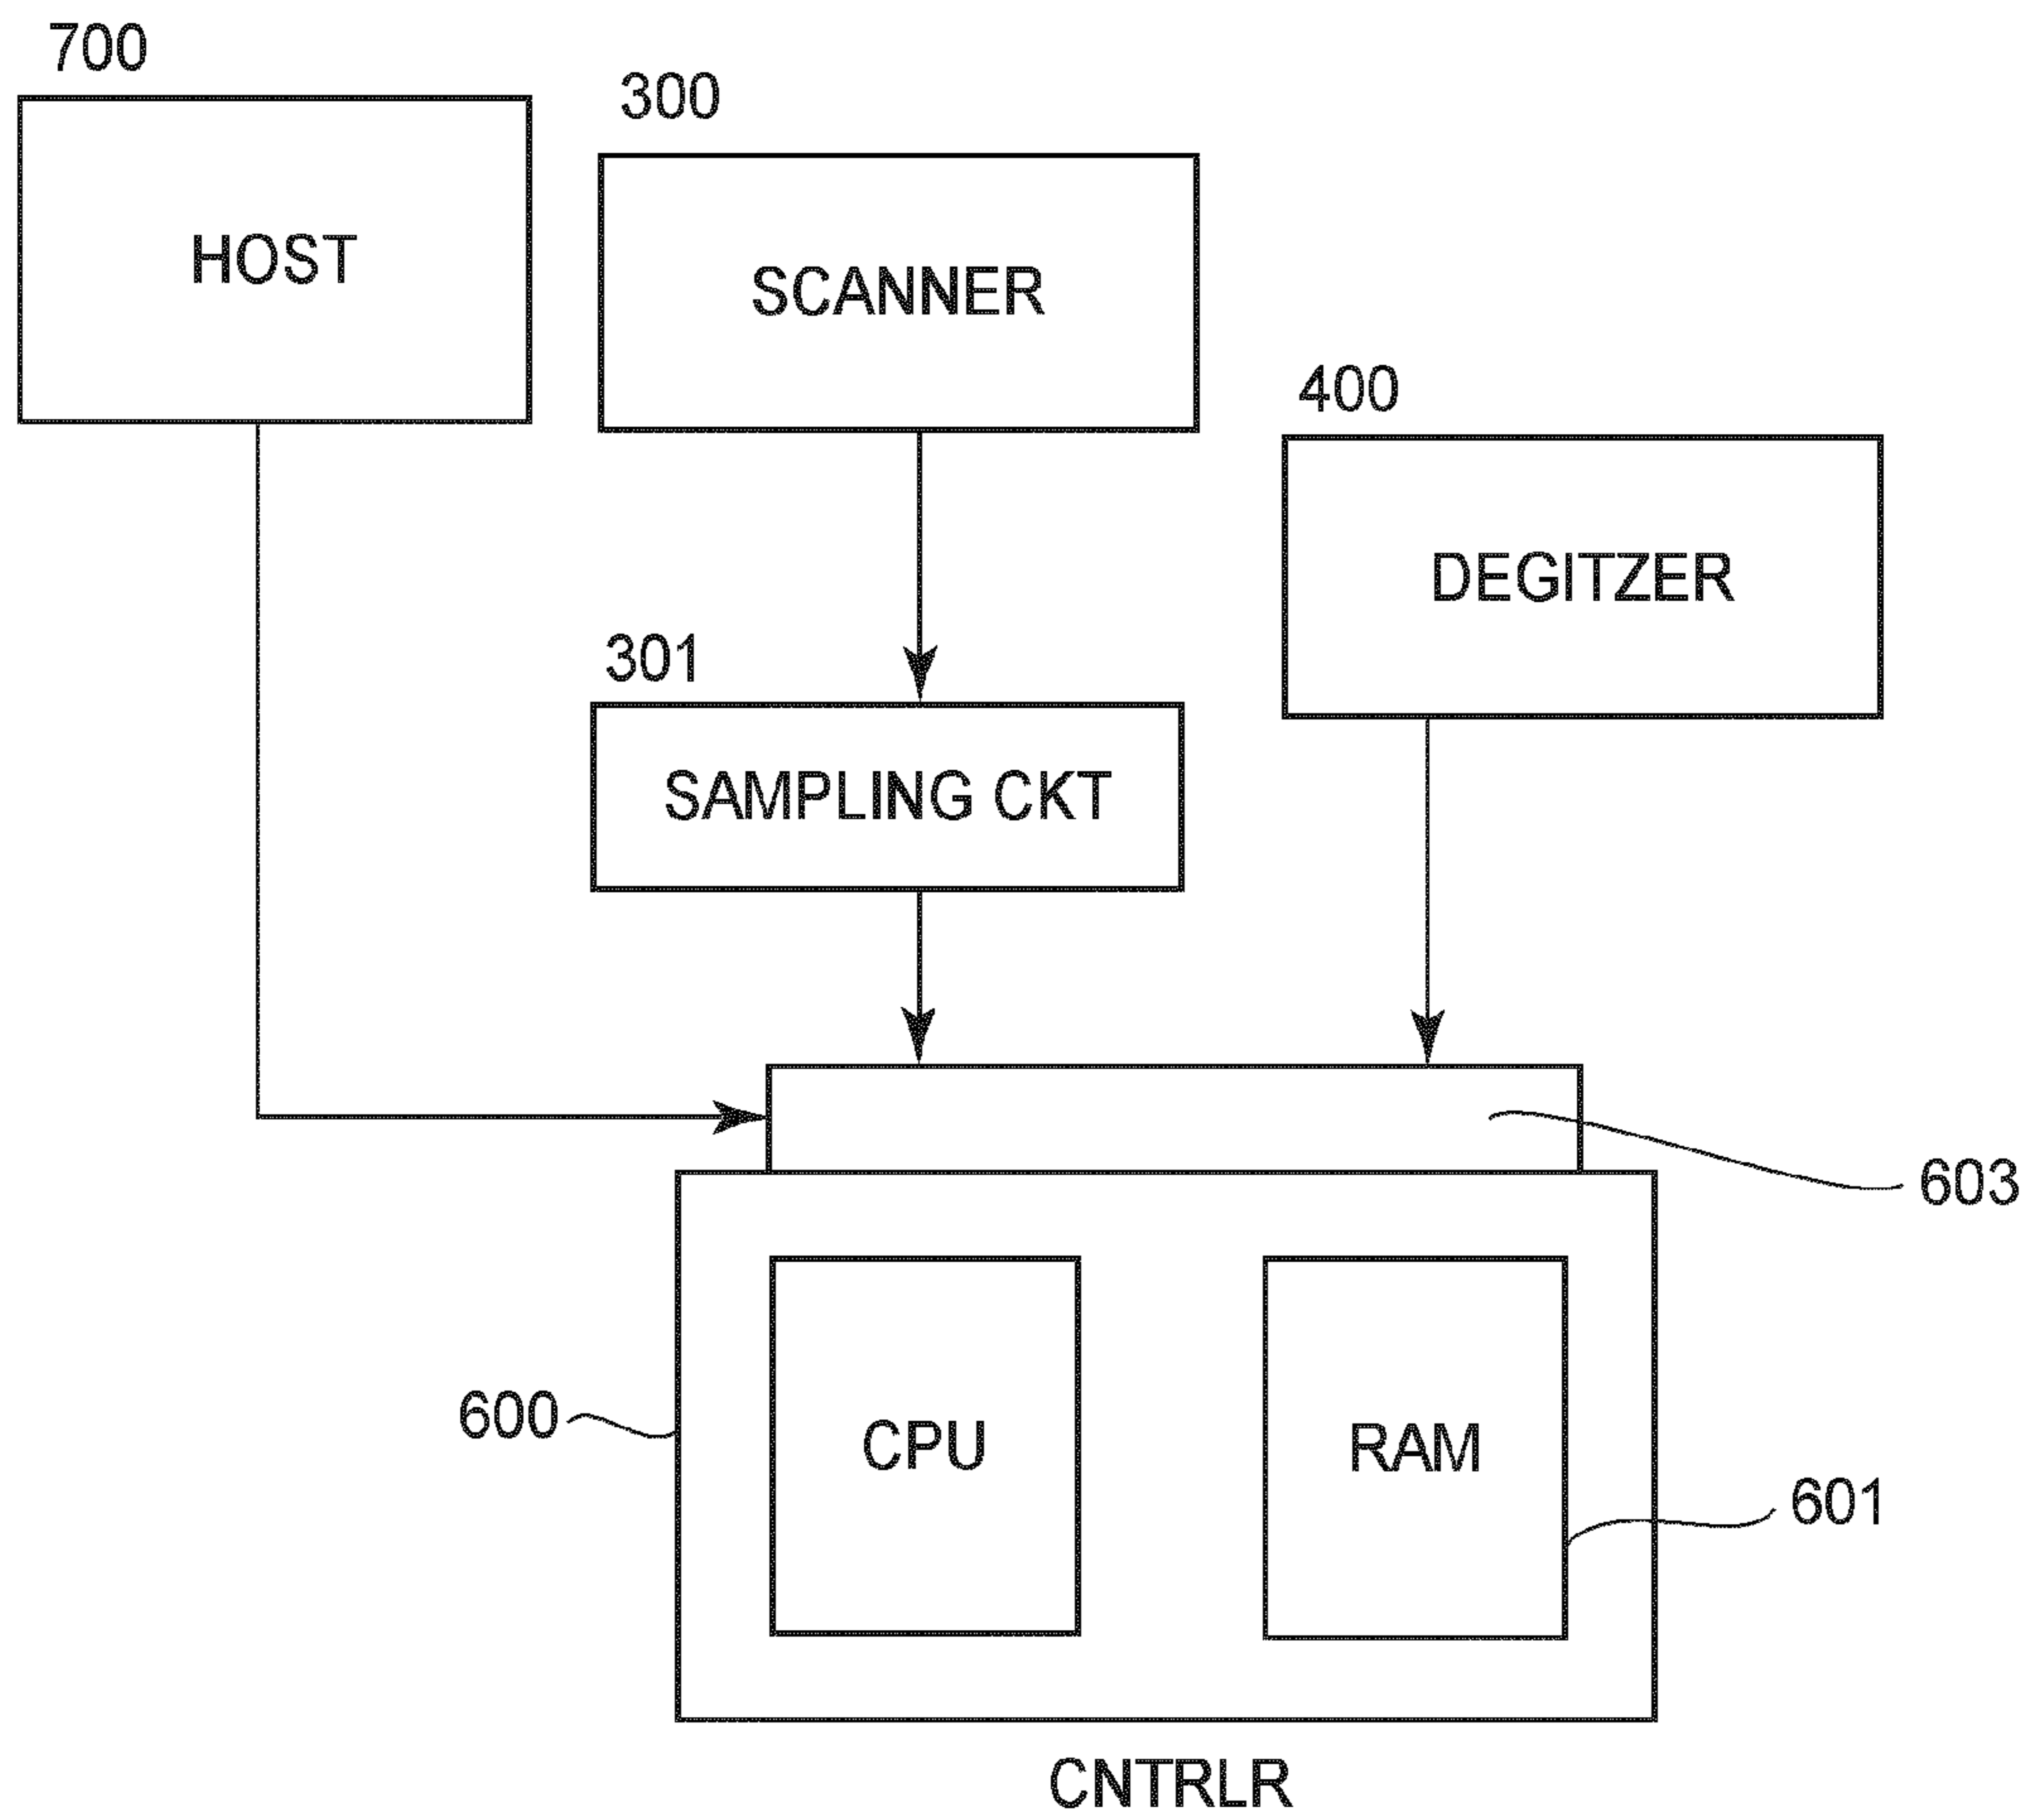 700
HOST
300
SCANNER
400
DEGITZER
301
SAMPLING CKT
603
600
CPU
RAM
601
CNTRLR